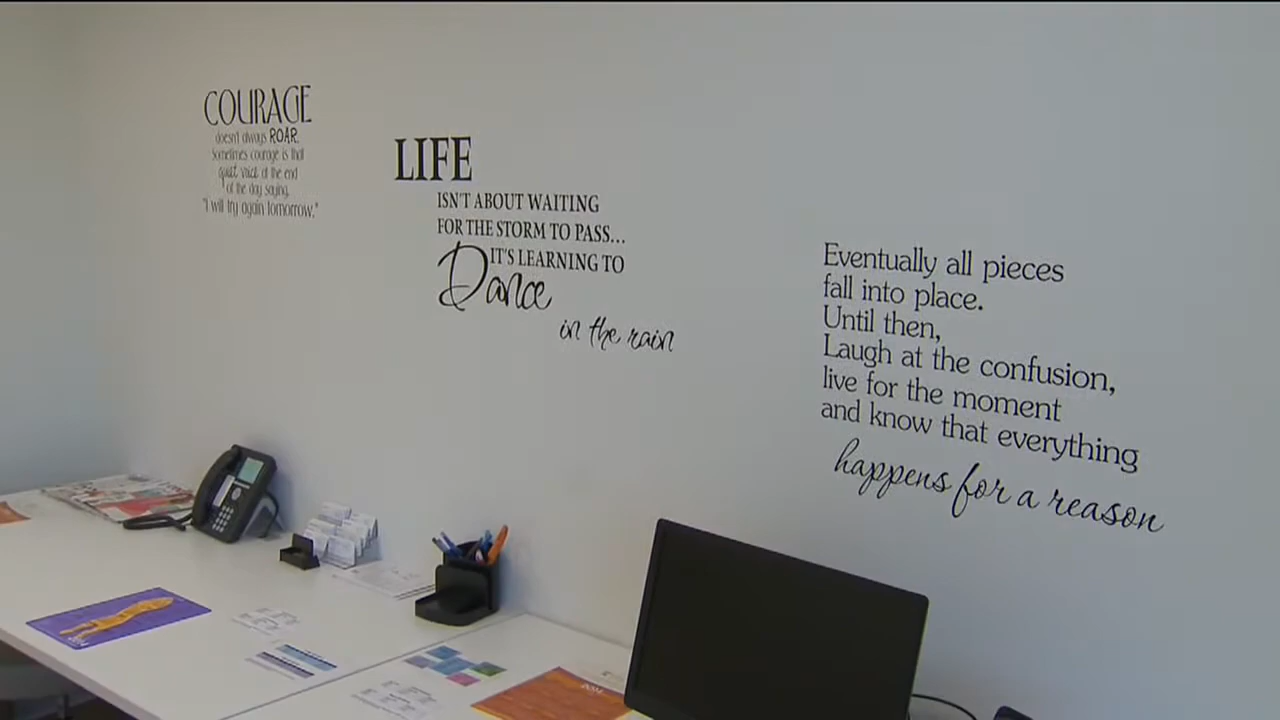 COURAGE
doesn't always ROAR.
Sometimes courage is that
quiet voice at the end
of the day saying,
"I will try again tomorrow."
LIFE
ISN'T ABOUT WAITING
FOR THE STORM TO PASS...
IT'S LEARNING TO
Dance
in the rain
Eventually all pieces
fall into place.
Until then,
Laugh at the confusion,
live for the moment
and know that everything
happens for a reason